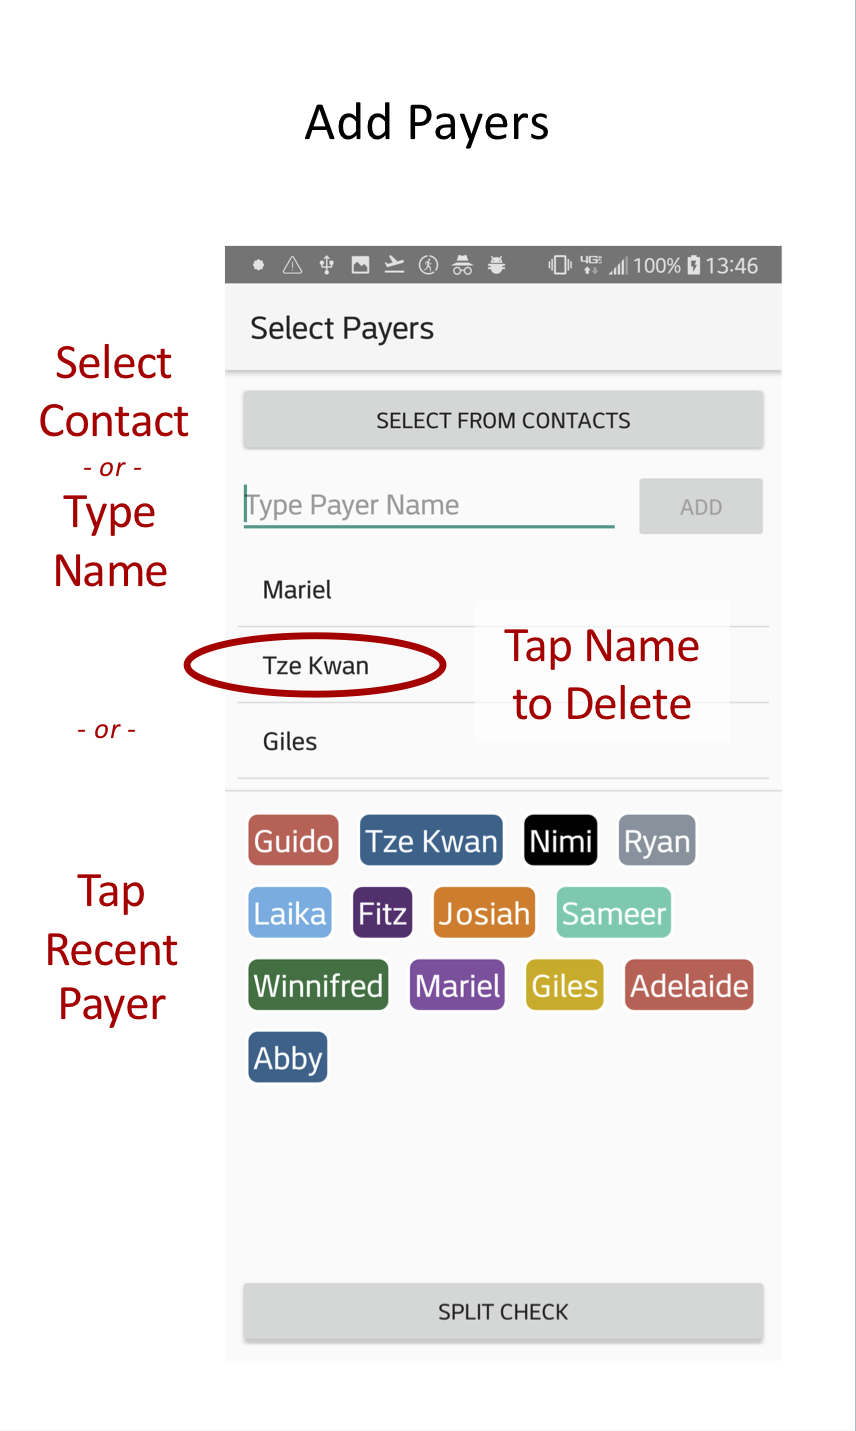 Add Payers
4GE 100% 13:46
Select Payers
Select
Contact
- or -
Type
Name
SELECT FROM CONTACTS
Type Payer Name ADD
Mariel
Tze Kwan
Giles
Tap Name
to Delete
- or -
Tap
Recent
Payer
Guido Tze Kwan Nimi Ryan
Laika Fitz Josiah Sameer
Winnifred Mariel Giles Adelaide
Abby
SPLIT CHECK